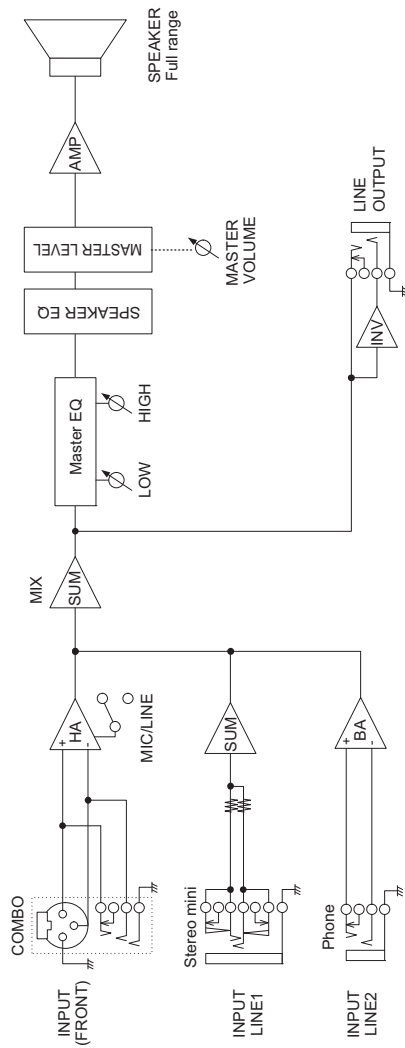 INPUT
(FRONT)
COMBO
+
-
HA
MIC/LINE
MIX
SUM
Master EQ
LOW
HIGH
SPEAKER EQ
MASTER LEVEL
MASTER
VOLUME
AMP
SPEAKER
Full range
INPUT
LINE1
Stereo mini
SUM
INV
LINE
OUTPUT
INPUT
LINE2
Phone
+
-
BA